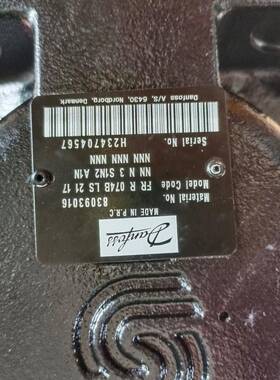 Danfoss
MADE IN P.R.C
Material No. 83093016
Model Code FR R 074B LS 21 17
NN N 3 S1N2 A1N
NNN NNN NNN
Serial No. H234704567
Danfoss A/S, 6430, Nordborg, Denmark